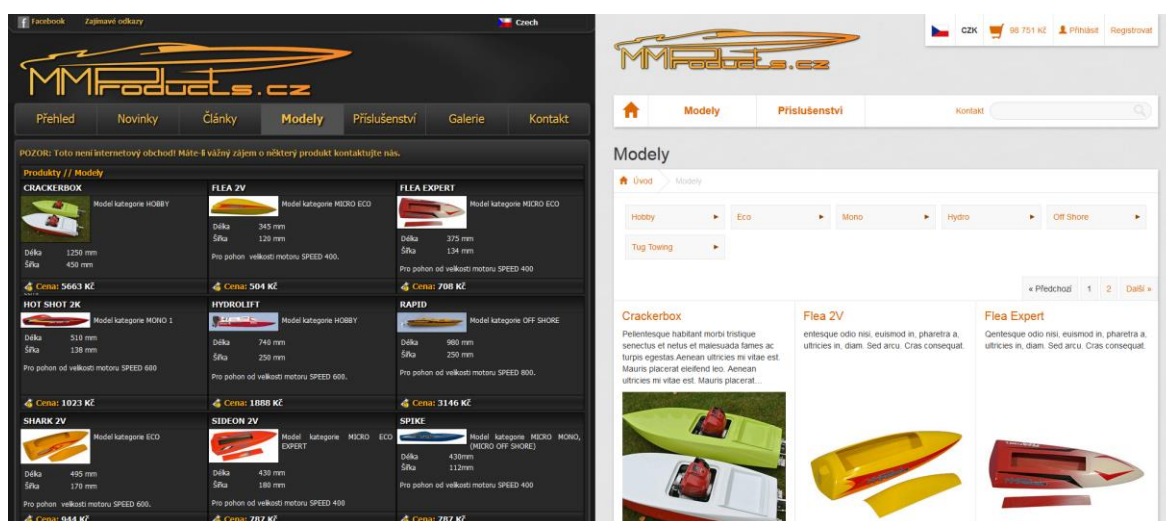 Facebook Zajímavé odkazy Czech
MMProducts.cz
Přehled Novinky Články Modely Příslušenství Galerie Kontakt
POZOR: Toto není internetový obchod! Máte-li vážný zájem o některý produkt kontaktujte nás.
Produkty // Modely
CRACKERBOX
Model kategorie HOBBY
Délka 1250 mm
Šířka 450 mm
Cena: 5663 Kč
FLEA 2V
Model kategorie MICRO ECO
Délka 345 mm
Šířka 120 mm
Pro pohon velikosti motoru SPEED 400.
Cena: 504 Kč
FLEA EXPERT
Model kategorie MICRO ECO
Délka 375 mm
Šířka 134 mm
Pro pohon od velikosti motoru SPEED 400
Cena: 708 Kč
HOT SHOT 2K
Model kategorie MONO 1
Délka 510 mm
Šířka 138 mm
Pro pohon od velikosti motoru SPEED 600
Cena: 1023 Kč
HYDROLIFT
Model kategorie HOBBY
Délka 740 mm
Šířka 250 mm
Pro pohon od velikosti motoru SPEED 600.
Cena: 1888 Kč
RAPID
Model kategorie OFF SHORE
Délka 980 mm
Šířka 250 mm
Pro pohon od velikosti motoru SPEED 800.
Cena: 3146 Kč
SHARK 2V
Model kategorie ECO
Délka 495 mm
Šířka 170 mm
Pro pohon velikosti motoru SPEED 600.
Cena: 944 Kč
SIDEON 2V
Model kategorie MICRO ECO
EXPERT
Délka 430 mm
Šířka 180 mm
Pro pohon od velikosti motoru SPEED 400
Cena: 787 Kč
SPIKE
Model kategorie MICRO MONO,
(MICRO OFF SHORE)
Délka 430mm
Šířka 112mm
Pro pohon od velikosti motoru SPEED 400
Cena: 787 Kč
CZK 98 751 Kč Přihlásit Registrovat
MMProducts.cz
Modely Příslušenství Kontakt
Modely
Úvod Modely
Hobby Eco Mono Hydro Off Shore
Tug Towing
« Předchozí 1 2 Další »
Crackerbox
Pellentesque habitant morbi tristique
senectus et netus et malesuada fames ac
turpis egestas.Aenean ultricies mi vitae est.
Mauris placerat eleifend leo. Aenean
ultricies mi vitae est. Mauris placerat...
Flea 2V
entesque odio nisi, euismod in, pharetra a,
ultricies in, diam. Sed arcu. Cras consequat.
Flea Expert
Qentesque odio nisi, euismod in, pharetra a,
ultricies in, diam. Sed arcu. Cras consequat.